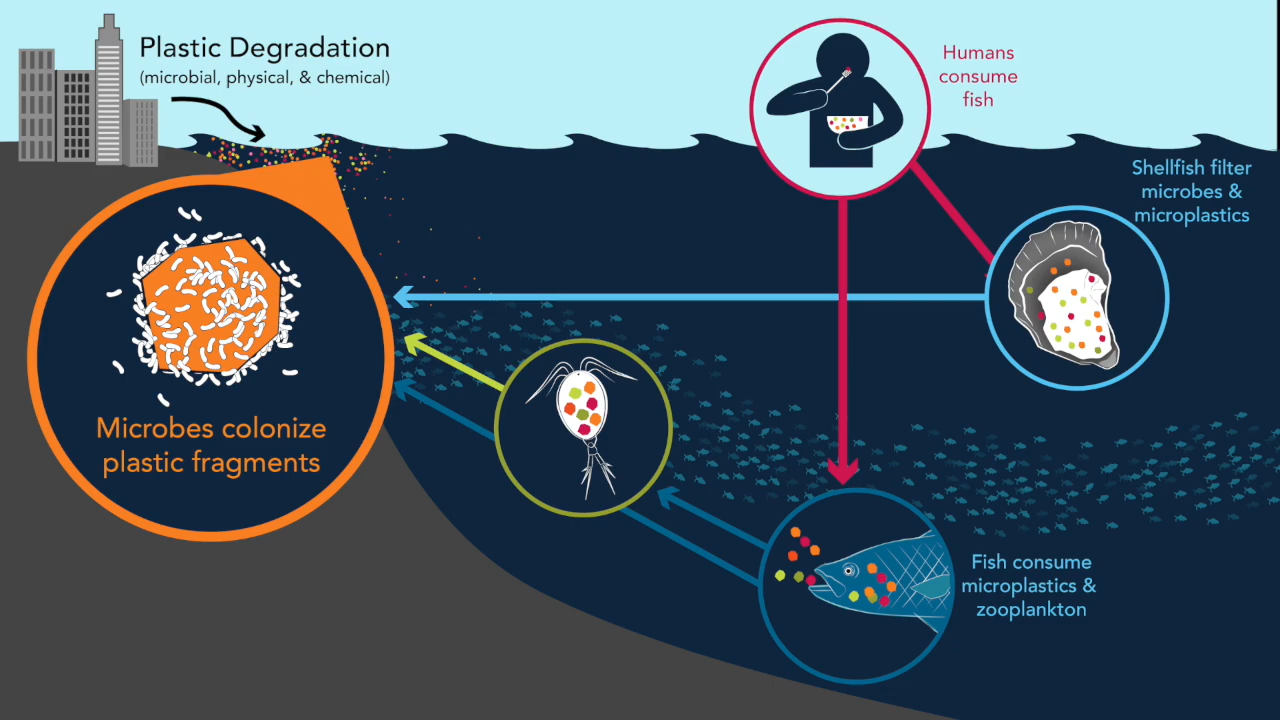 Plastic Degradation
(microbial, physical, & chemical)
Humans
consume
fish
Shellfish filter
microbes &
microplastics
Microbes colonize
plastic fragments
Fish consume
microplastics &
zooplankton